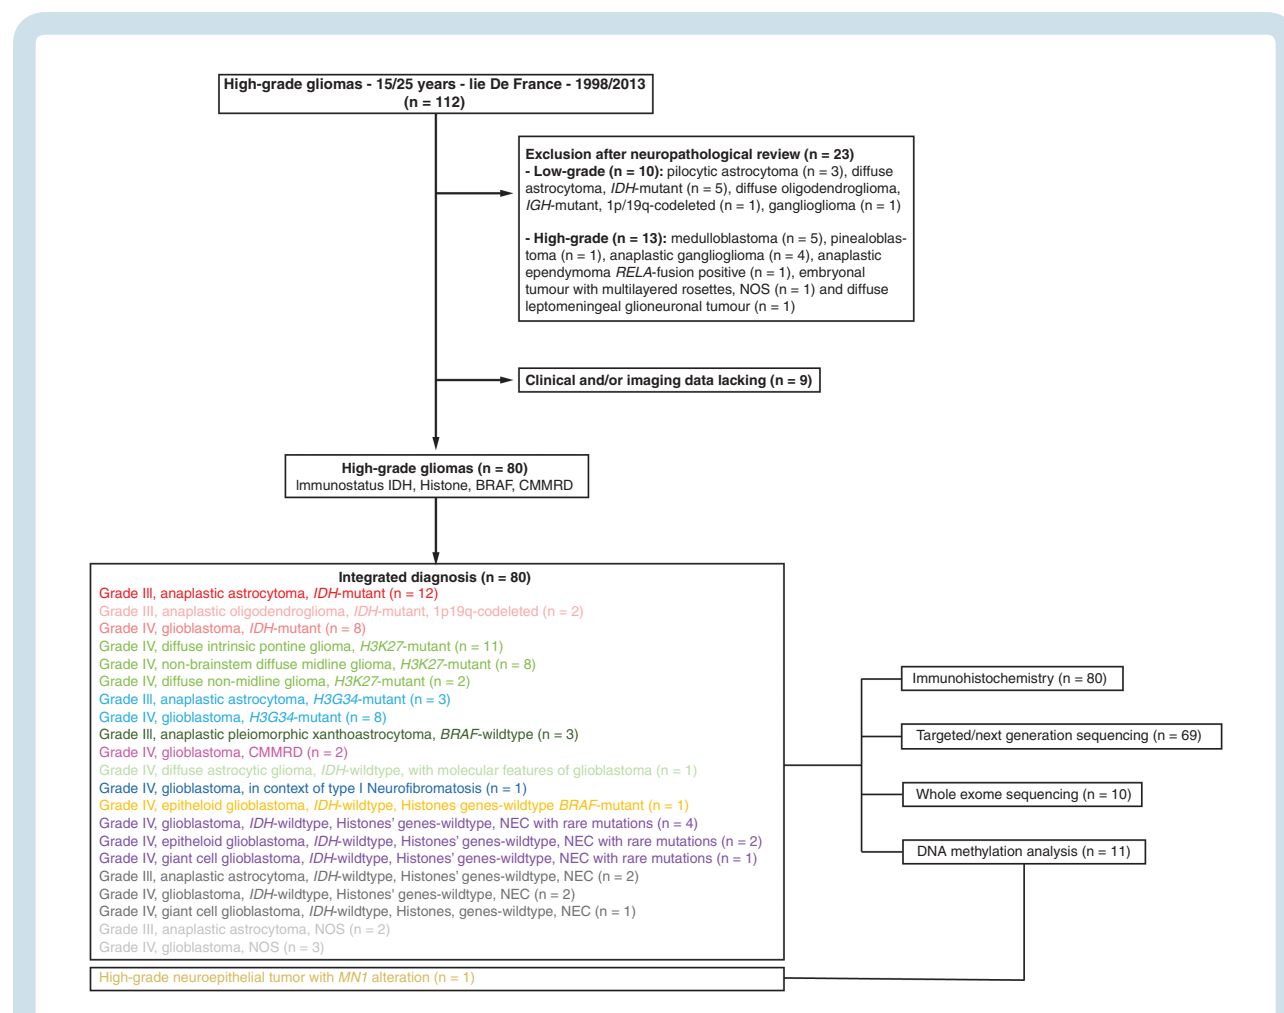 High-grade gliomas - 15/25 years - lie De France - 1998/2013
(n = 112)
Exclusion after neuropathological review (n = 23)
- Low-grade (n = 10): pilocytic astrocytoma (n = 3), diffuse
astrocytoma, IDH-mutant (n = 5), diffuse oligodendroglioma,
IGH-mutant, 1p/19q-codeleted (n = 1), ganglioglioma (n = 1)
- High-grade (n = 13): medulloblastoma (n = 5), pinealoblas-
toma (n = 1), anaplastic ganglioglioma (n = 4), anaplastic
ependymoma RELA-fusion positive (n = 1), embryonal
tumour with multilayered rosettes, NOS (n = 1) and diffuse
leptomeningeal glioneuronal tumour (n = 1)
Clinical and/or imaging data lacking (n = 9)
High-grade gliomas (n = 80)
Immunostatus IDH, Histone, BRAF, CMMRD
Integrated diagnosis (n = 80)
Grade III, anaplastic astrocytoma, IDH-mutant (n = 12)
Grade III, anaplastic oligodendroglioma, IDH-mutant, 1p19q-codeleted (n = 2)
Grade IV, glioblastoma, IDH-mutant (n = 8)
Grade IV, diffuse intrinsic pontine glioma, H3K27-mutant (n = 11)
Grade IV, non-brainstem diffuse midline glioma, H3K27-mutant (n = 8)
Grade IV, diffuse non-midline glioma, H3K27-mutant (n = 2)
Grade III, anaplastic astrocytoma, H3G34-mutant (n = 3)
Grade IV, glioblastoma, H3G34-mutant (n = 8)
Grade III, anaplastic pleiomorphic xanthoastrocytoma, BRAF-wildtype (n = 3)
Grade IV, glioblastoma, CMMRD (n = 2)
Grade IV, diffuse astrocytic glioma, IDH-wildtype, with molecular features of glioblastoma (n = 1)
Grade IV, glioblastoma, in context of type I Neurofibromatosis (n = 1)
Grade IV, epitheloid glioblastoma, IDH-wildtype, Histones genes-wildtype BRAF-mutant (n = 1)
Grade IV, glioblastoma, IDH-wildtype, Histones' genes-wildtype, NEC with rare mutations (n = 4)
Grade IV, epitheloid glioblastoma, IDH-wildtype, Histones' genes-wildtype, NEC with rare mutations (n = 2)
Grade IV, giant cell glioblastoma, IDH-wildtype, Histones' genes-wildtype, NEC with rare mutations (n = 1)
Grade III, anaplastic astrocytoma, IDH-wildtype, Histones' genes-wildtype, NEC (n = 2)
Grade IV, glioblastoma, IDH-wildtype, Histones' genes-wildtype, NEC (n = 2)
Grade IV, giant cell glioblastoma, IDH-wildtype, Histones, genes-wildtype, NEC (n = 1)
Grade III, anaplastic astrocytoma, NOS (n = 2)
Grade IV, glioblastoma, NOS (n = 3)
High-grade neuroepithelial tumor with MN1 alteration (n = 1)
Immunohistochemistry (n = 80)
Targeted/next generation sequencing (n = 69)
Whole exome sequencing (n = 10)
DNA methylation analysis (n = 11)